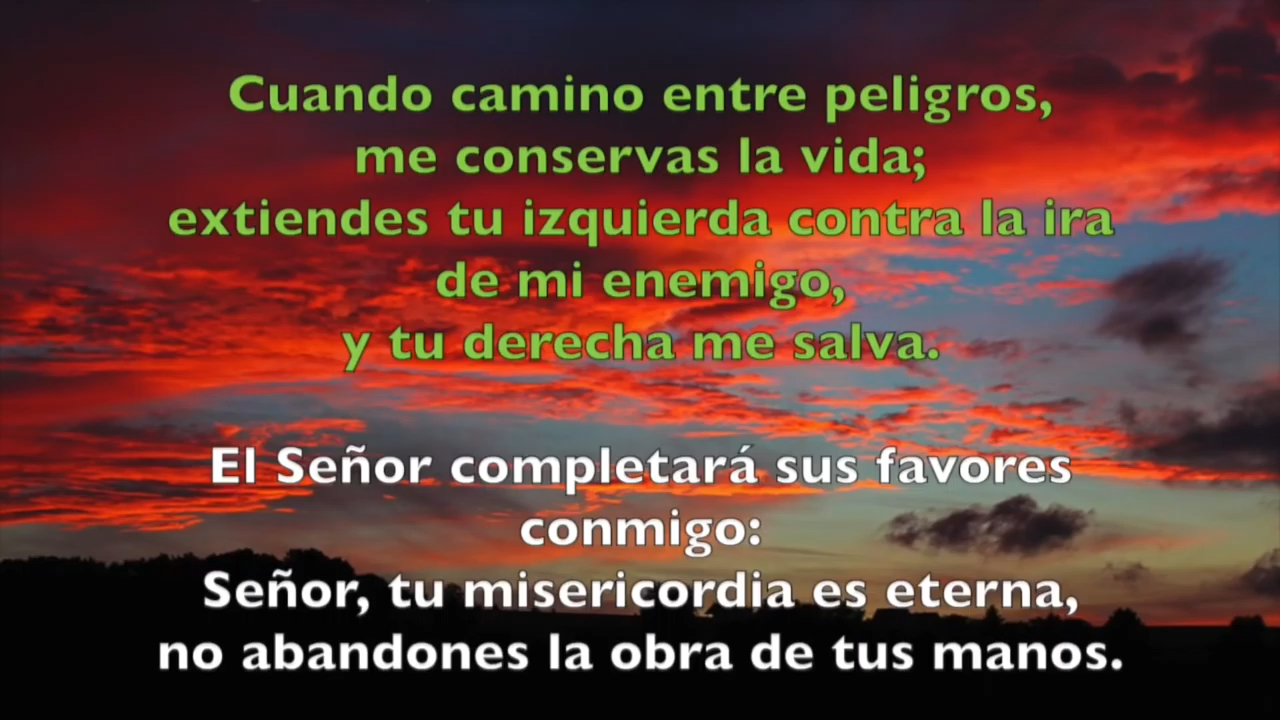 Cuando camino entre peligros,
me conservas la vida;
extiendes tu izquierda contra la ira
de mi enemigo,
y tu derecha me salva.
El Señor completará sus favores
conmigo:
Señor, tu misericordia es eterna,
no abandones la obra de tus manos.